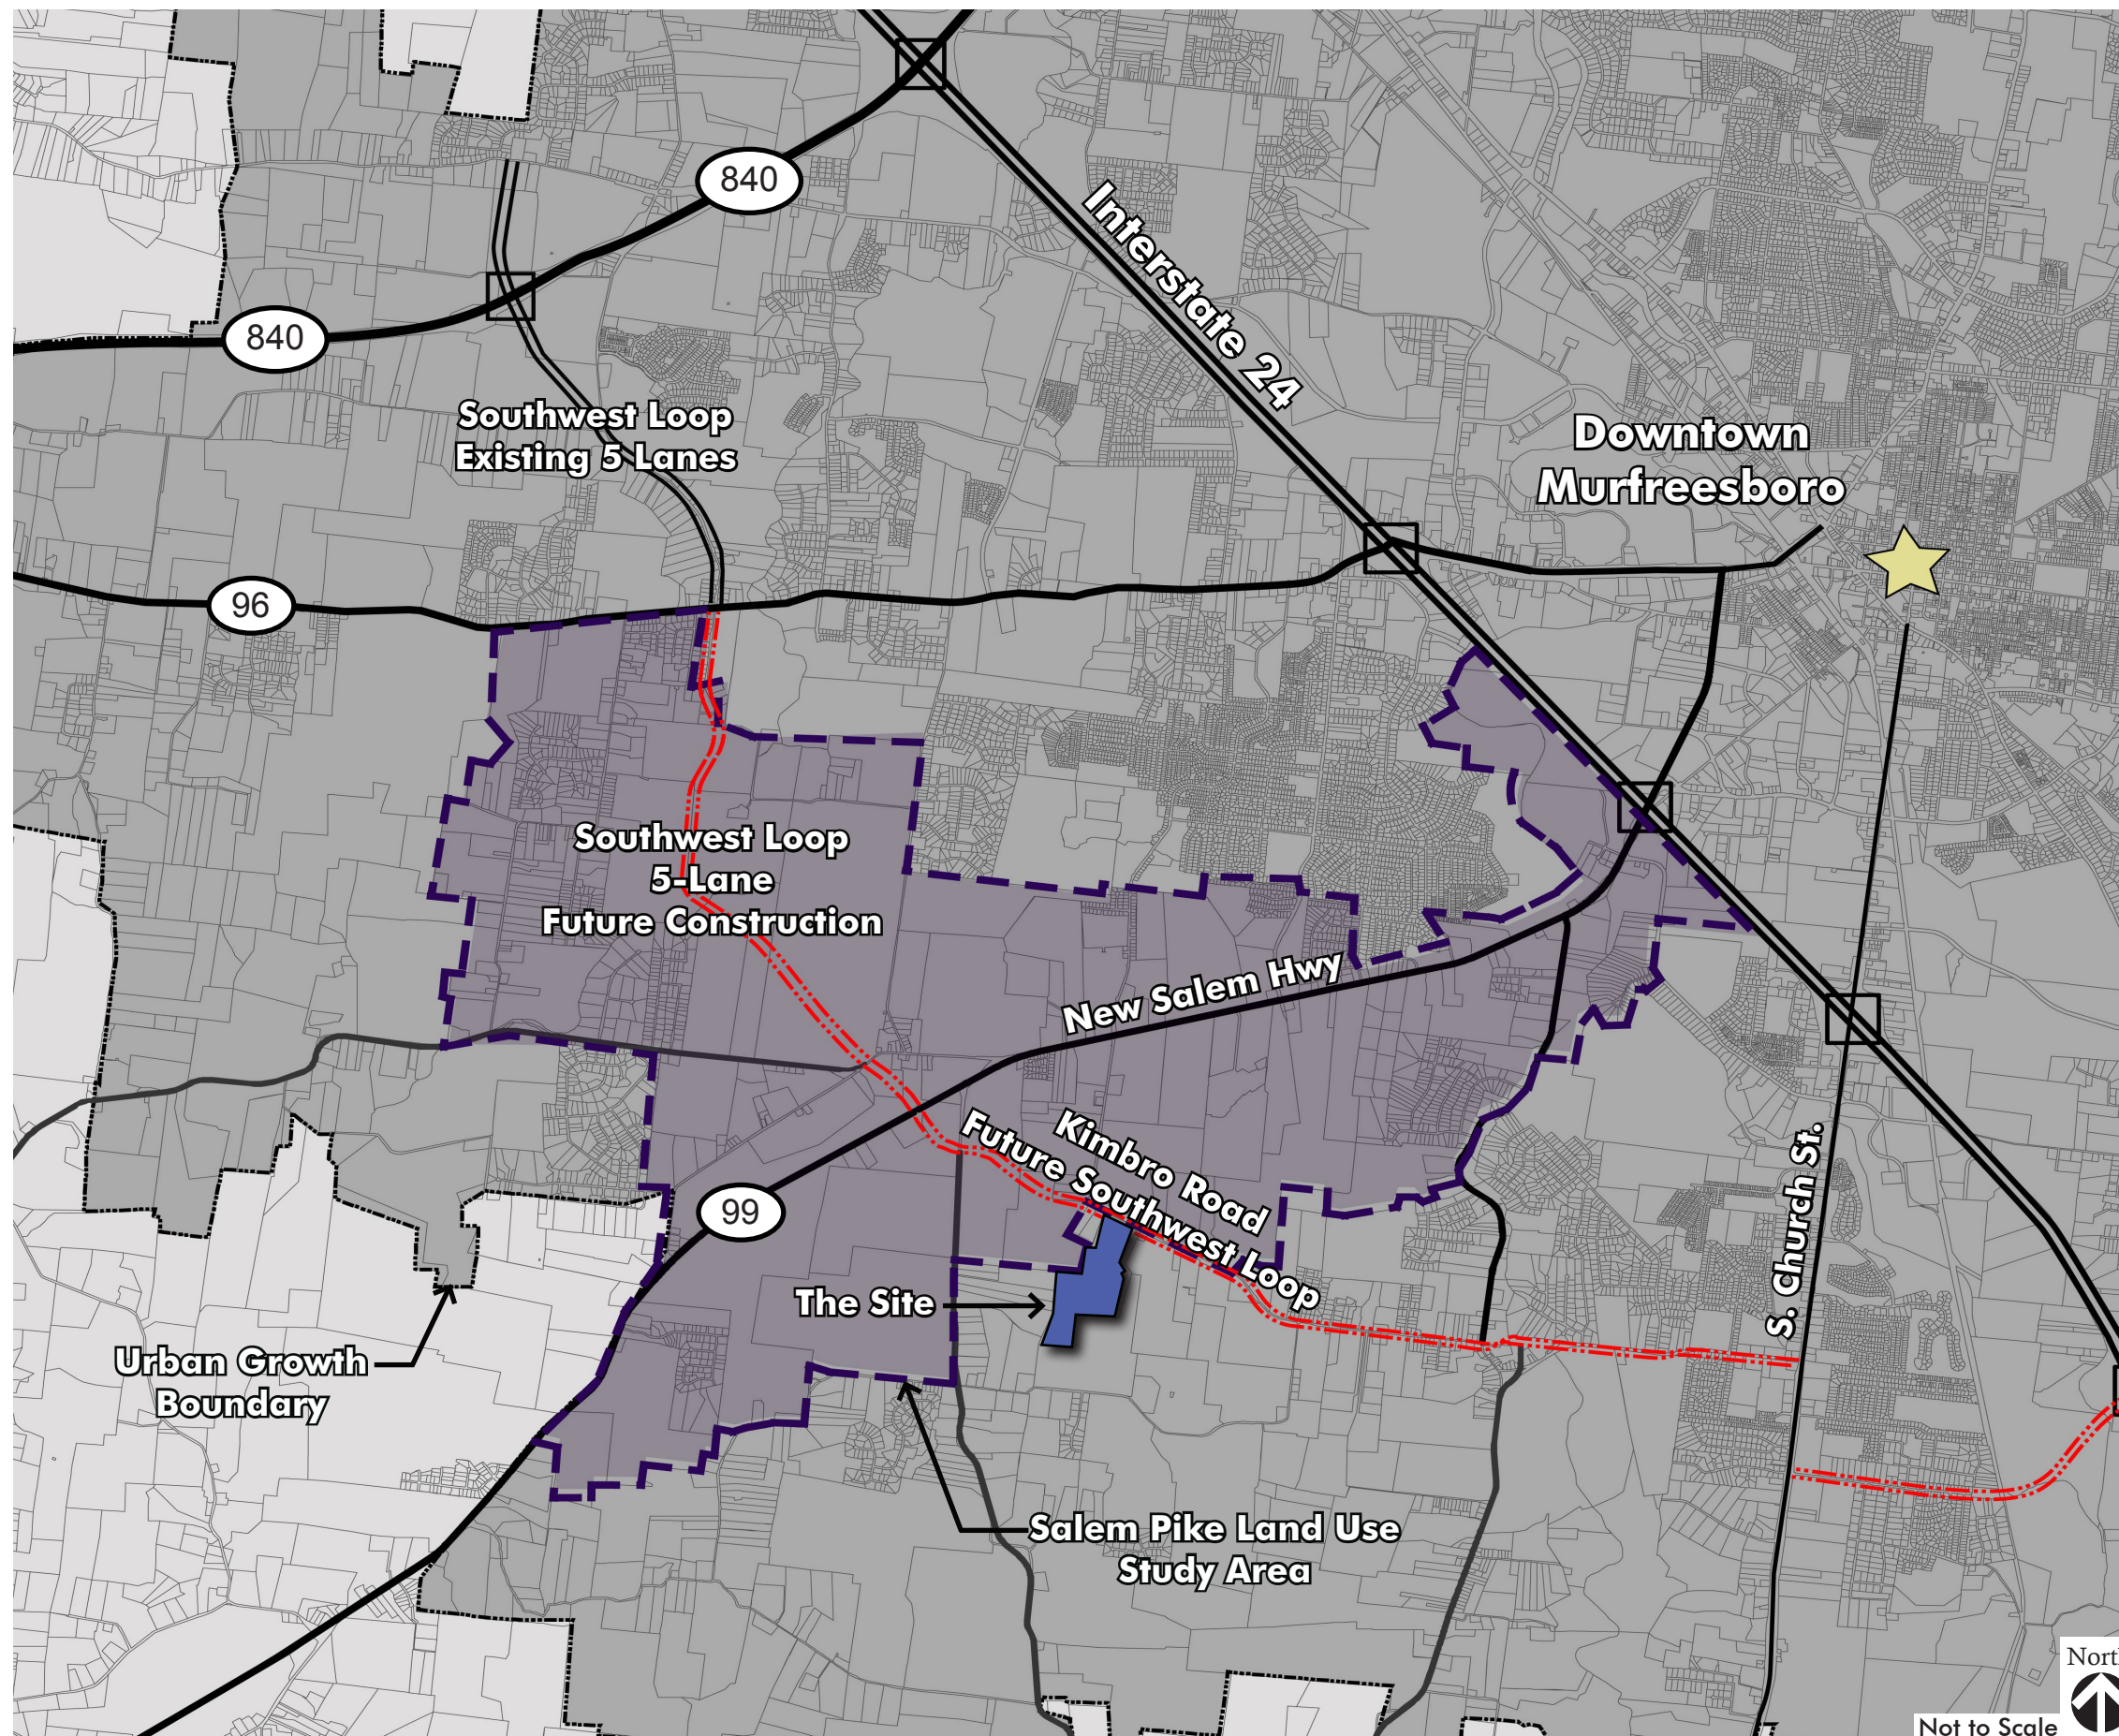 840
Interstate 24
840
Southwest Loop
Existing 5 Lanes
Downtown
Murfreesboro
96
Southwest Loop
5-Lane
Future Construction
New Salem Hwy
Kimbro Road
Future Southwest Loop
S. Church St.
99
The Site
Urban Growth
Boundary
Salem Pike Land Use
Study Area
Nort
Not to Scale